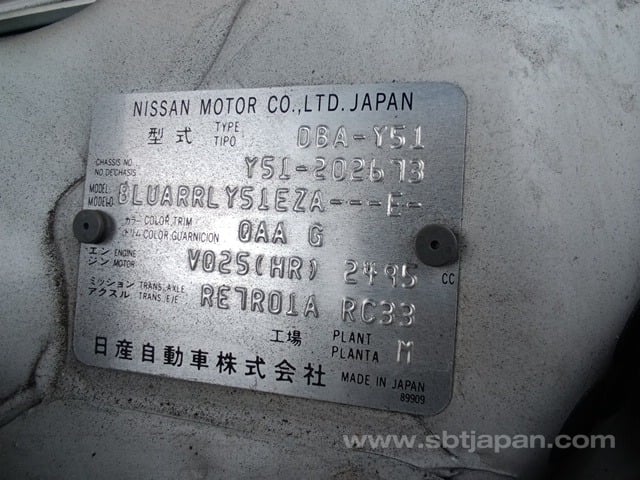 NISSAN MOTOR CO.,LTD. JAPAN
型式 TYPE TIPO DBA-Y51
CHASSIS NO. NO.DE CHASIS Y51-202673
MODEL. MODELO. BLUARRLY51EZA---E-
カラー COLOR,TRIM トリム COLOR,GUARNICION QAA G
エンジン ENGINE MOTOR VQ25(HR) 2495 CC
ミッション TRANS,AXLE アクスル TRANS,EJE RE7R01A RC33
工場 PLANT PLANTA M
日産自動車株式会社 MADE IN JAPAN
89909
www.sbtjapan.com